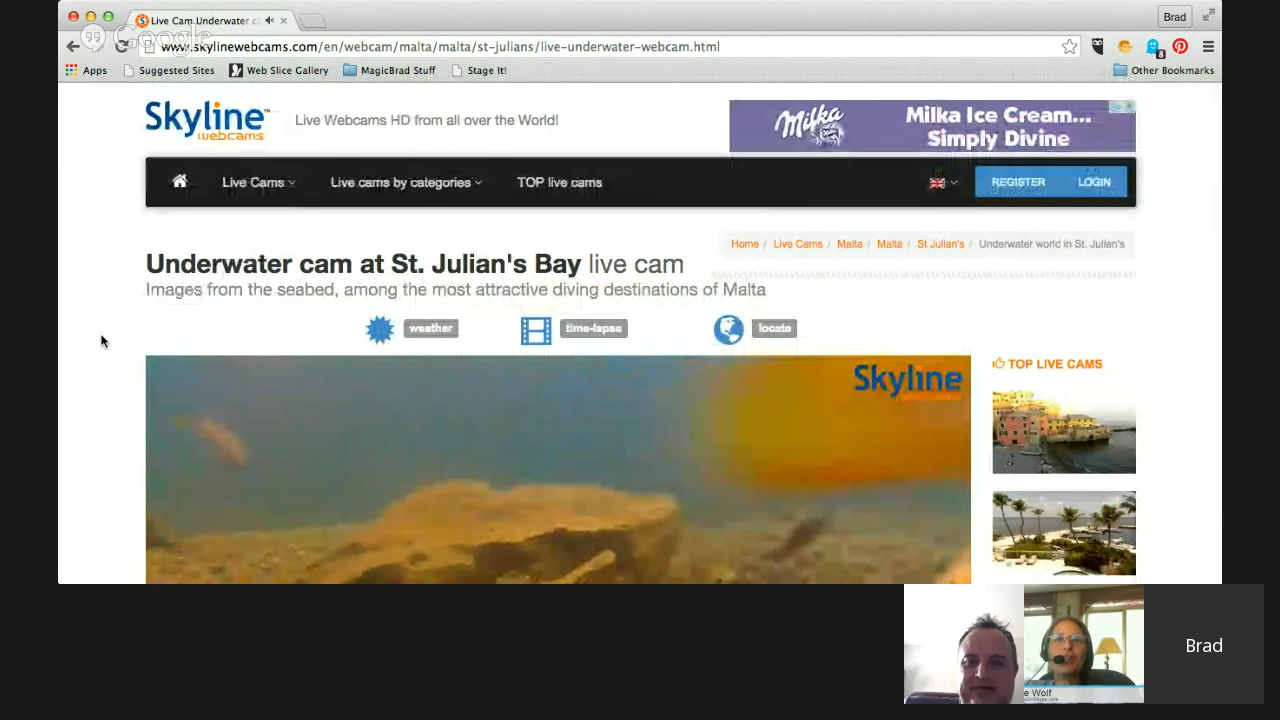 Live Cam Underwater c
Brad
Google
www.skylinewebcams.com/en/webcam/malta/malta/st-julians/live-underwater-webcam.html
8
Apps
Suggested Sites
Web Slice Gallery
MagicBrad Stuff
Stage It!
Other Bookmarks
Skyline
webcams
Live Webcams HD from all over the World!
Milka
Milka Ice Cream...
Simply Divine
Live Cams
Live cams by categories
TOP live cams
REGISTER
LOGIN
Home / Live Cams / Malta / Malta / St Julian's / Underwater world in St. Julian's
Underwater cam at St. Julian's Bay live cam
Images from the seabed, among the most attractive diving destinations of Malta
weather
time-lapse
locate
Skyline
TOP LIVE CAMS
Brad
e Wolf